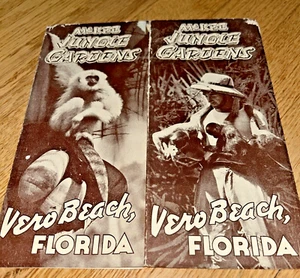 McKEE
JUNGLE
GARDENS
Vero Beach,
FLORIDA
McKEE
JUNGLE
GARDENS
Vero Beach,
FLORIDA